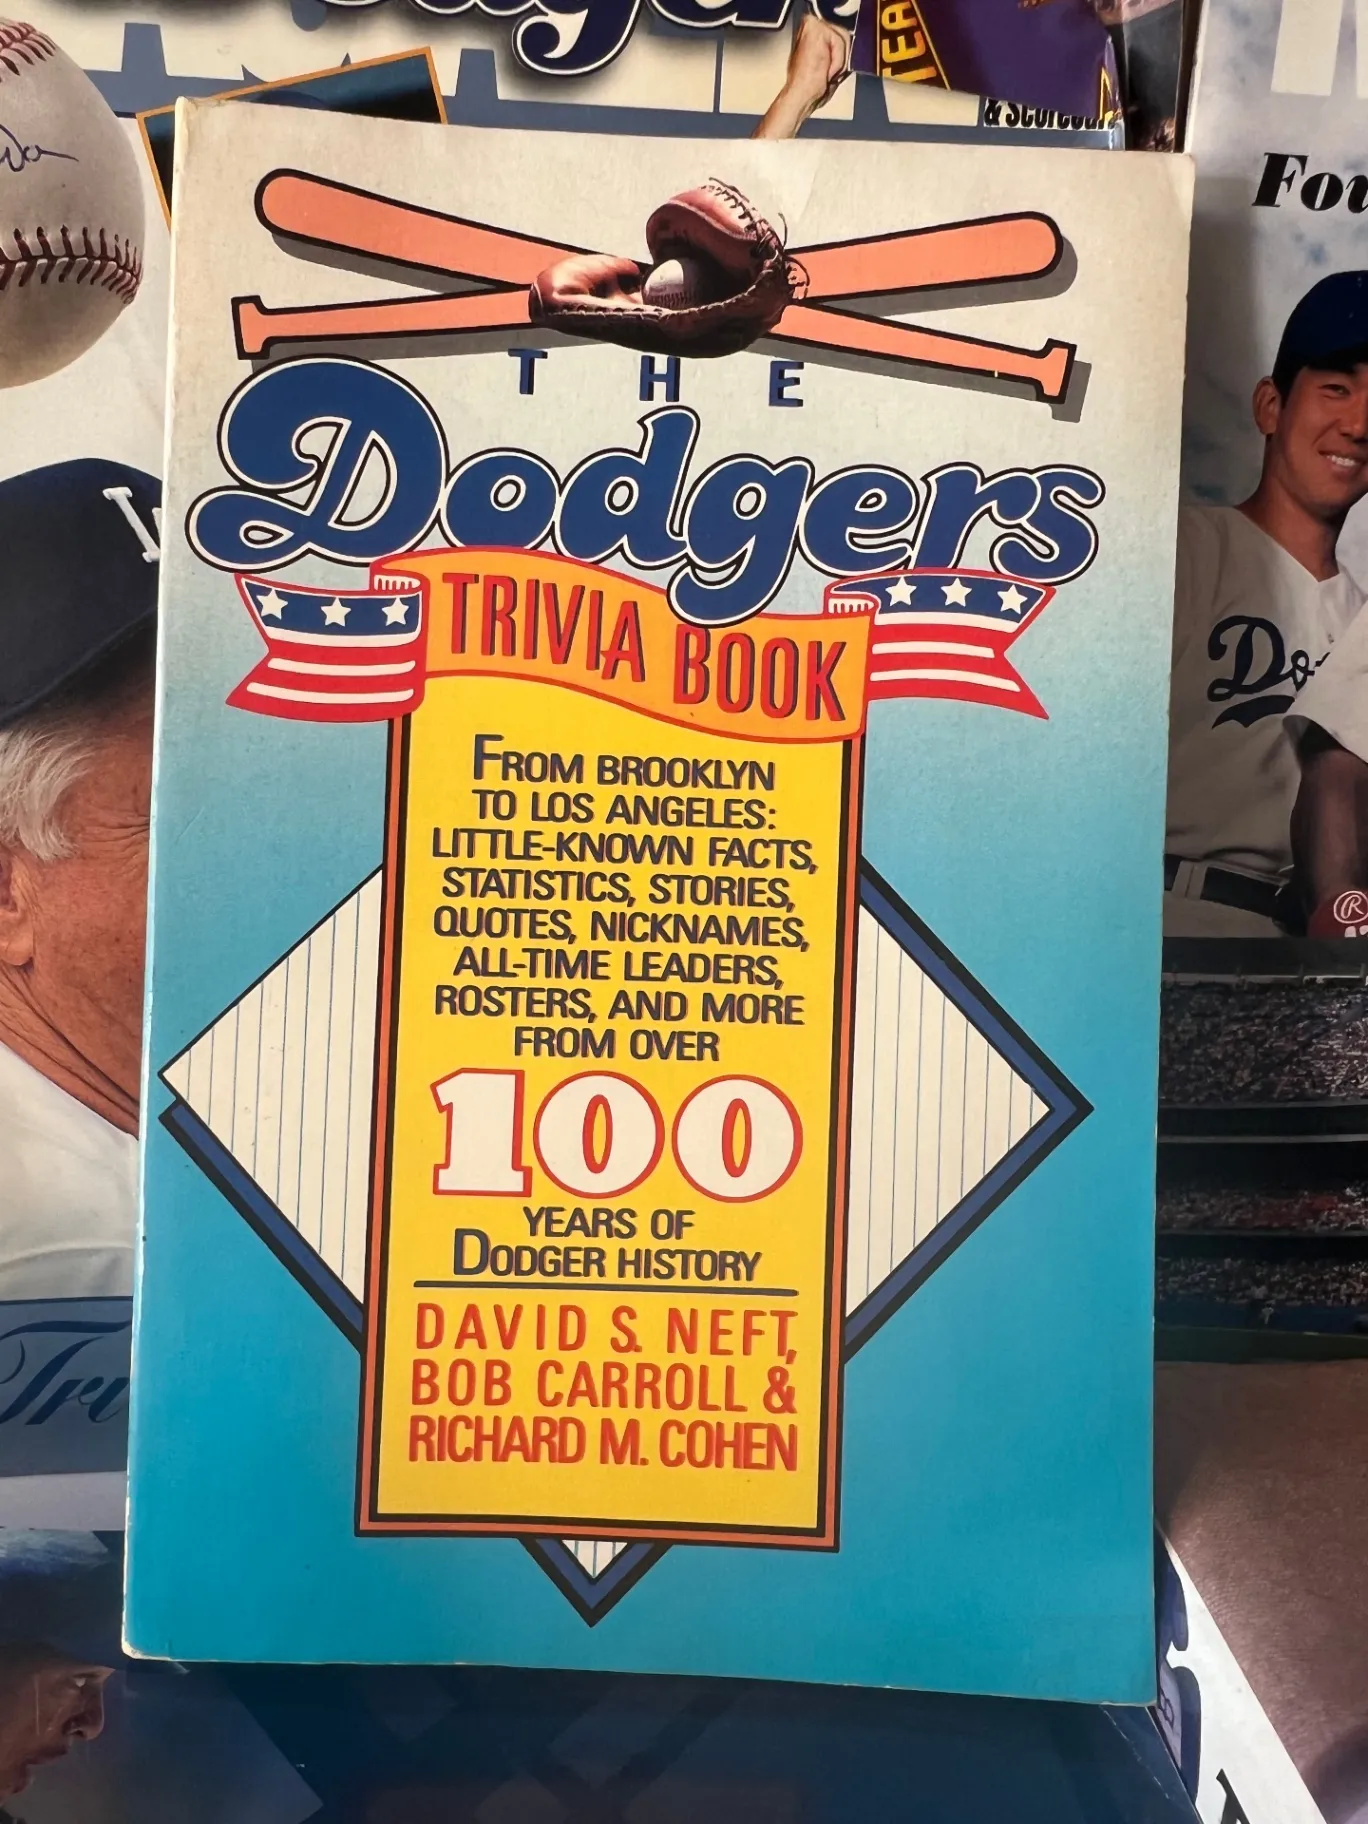 THE
Dodgers
TRIVIA BOOK
FROM BROOKLYN
TO LOS ANGELES:
LITTLE-KNOWN FACTS,
STATISTICS, STORIES,
QUOTES, NICKNAMES,
ALL-TIME LEADERS,
ROSTERS, AND MORE
FROM OVER
100
YEARS OF
DODGER HISTORY
DAVID S. NEFT,
BOB CARROLL &
RICHARD M. COHEN